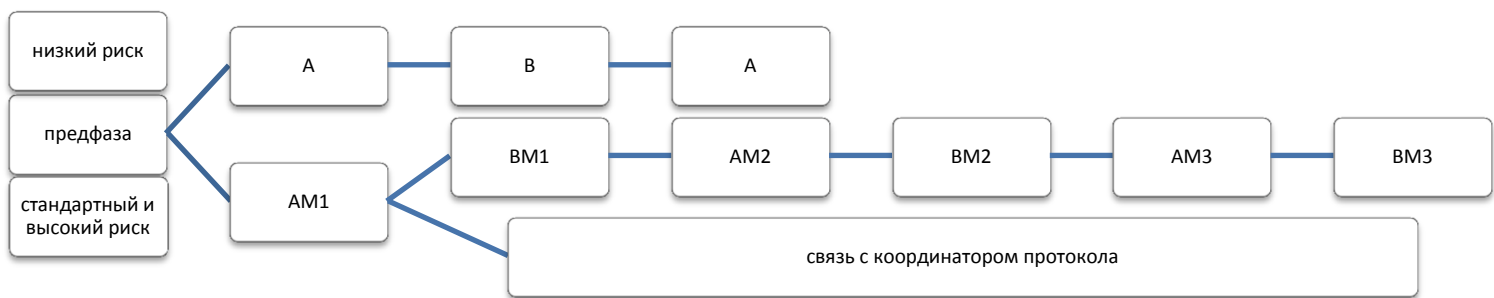 низкий риск
A
B
A
предфаза
BM1
AM2
BM2
AM3
BM3
AM1
стандартный и
высокий риск
связь с координатором протокола